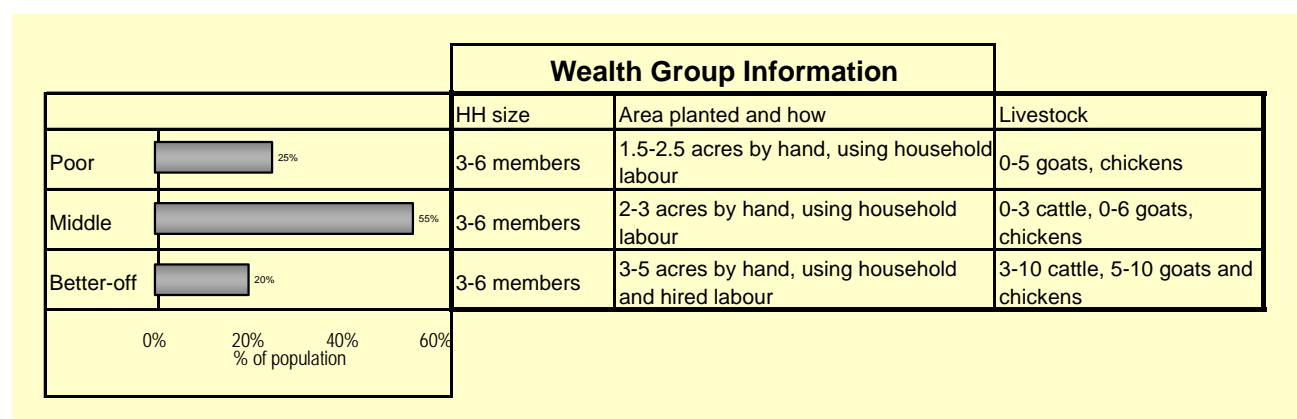 Wealth Group Information
HH size
Area planted and how
Livestock
Poor
25%
3-6 members
1.5-2.5 acres by hand, using household
labour
0-5 goats, chickens
Middle
55%
3-6 members
2-3 acres by hand, using household
labour
0-3 cattle, 0-6 goats,
chickens
Better-off
20%
3-6 members
3-5 acres by hand, using household
and hired labour
3-10 cattle, 5-10 goats and
chickens
0% 20% 40% 60%
% of population